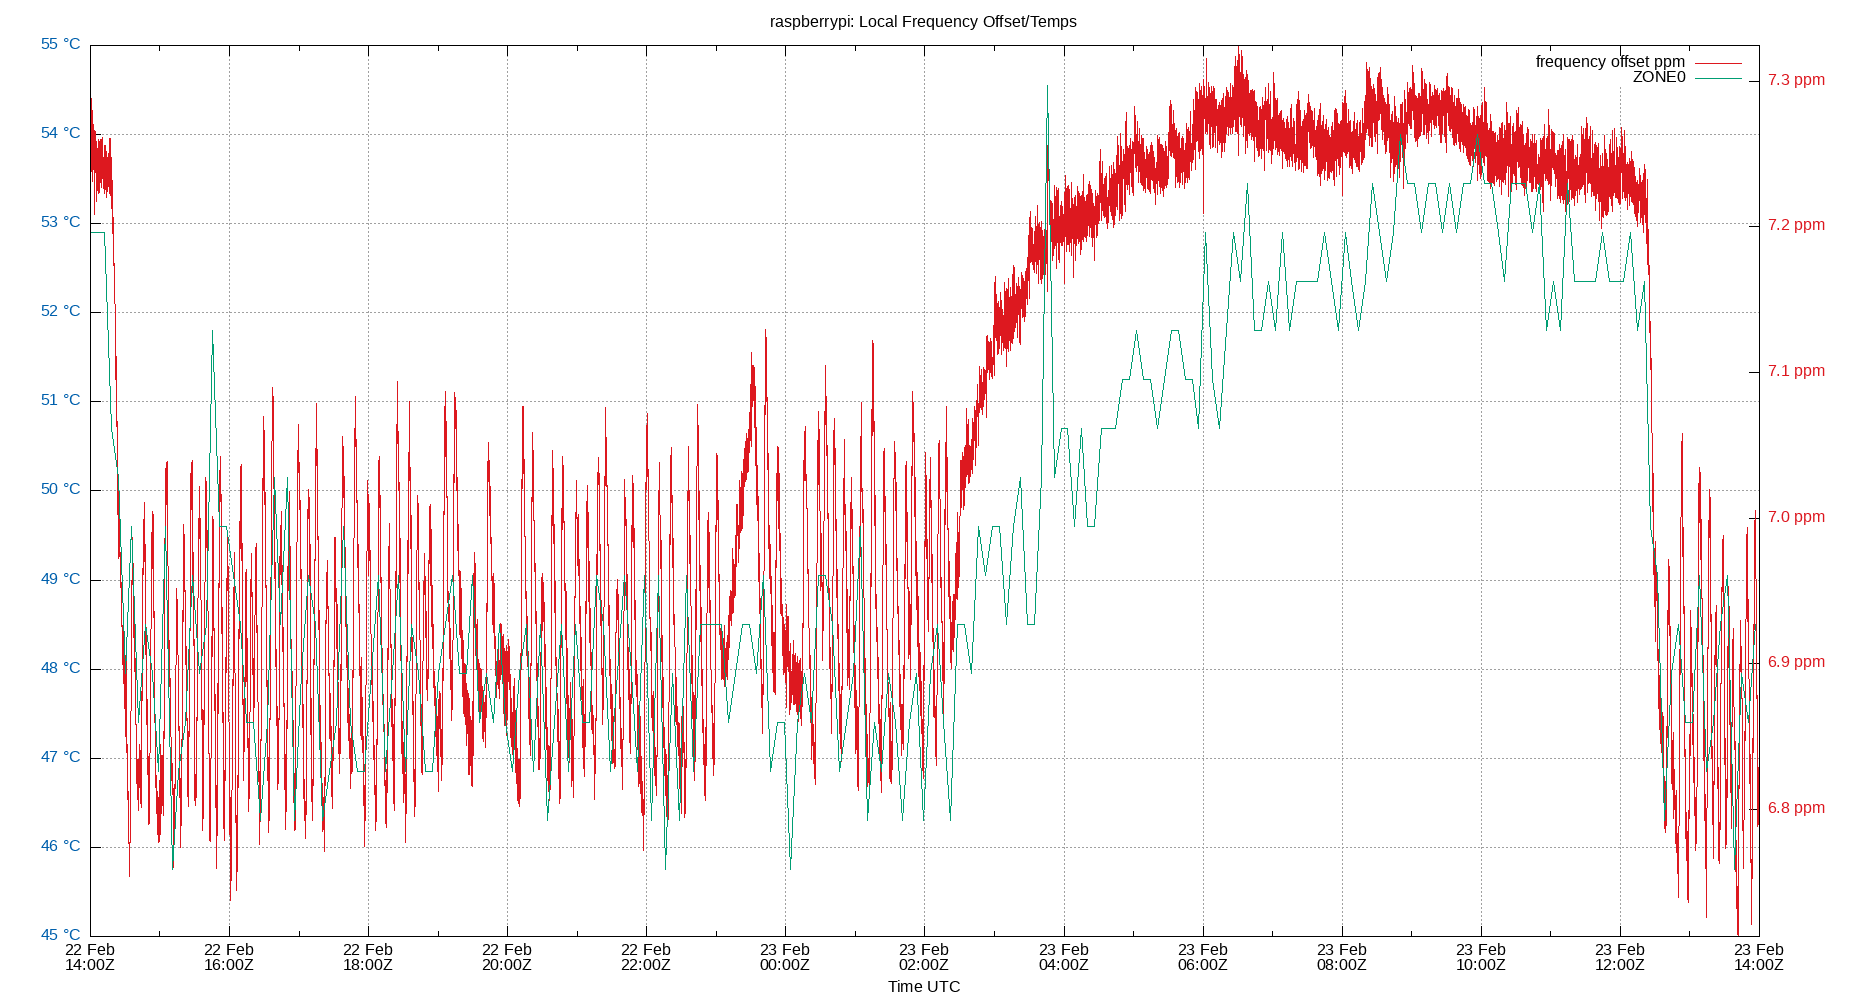 raspberrypi: Local Frequency Offset/Temps
frequency offset ppm
ZONE0
55 °C
54 °C
53 °C
52 °C
51 °C
50 °C
49 °C
48 °C
47 °C
46 °C
45 °C
7.3 ppm
7.2 ppm
7.1 ppm
7.0 ppm
6.9 ppm
6.8 ppm
22 Feb 22 Feb 22 Feb 22 Feb 22 Feb 23 Feb 23 Feb 23 Feb 23 Feb 23 Feb 23 Feb 23 Feb 23 Feb
14:00Z 16:00Z 18:00Z 20:00Z 22:00Z 00:00Z 02:00Z 04:00Z 06:00Z 08:00Z 10:00Z 12:00Z 14:00Z
Time UTC